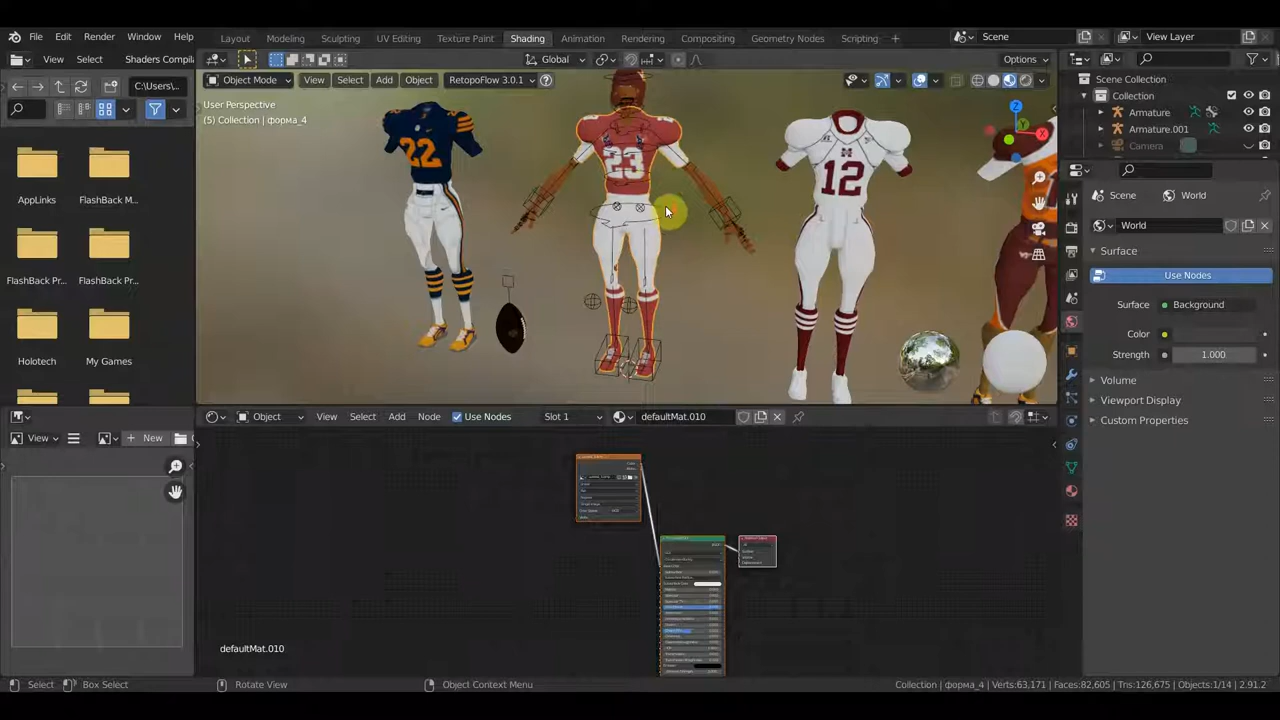 File Edit Render Window Help
Layout Modeling Sculpting UV Editing Texture Paint Shading Animation Rendering Compositing Geometry Nodes Scripting +
Scene
View Layer
View Select Shaders Compil
Global
Options
C:\Users\...
Object Mode View Select Add Object RetopoFlow 3.0.1
User Perspective
(5) Collection | форма_4
Scene Collection
Collection
Armature
Armature.001
Camera
Z
Y
X
22
23
12
M
AppLinks
FlashBack M...
FlashBack Pr...
FlashBack Pr...
Holotech
My Games
Scene
World
World
Surface
Use Nodes
Surface
Background
Color
Strength
1.000
Volume
Viewport Display
Custom Properties
View
New
Object View Select Add Node Use Nodes Slot 1 defaultMat.010
defaultMat.010
Select Box Select Rotate View Object Context Menu Collection | форма_4 | Verts:63,171 | Faces:82,605 | Tris:126,675 | Objects:1/14 | 2.91.2